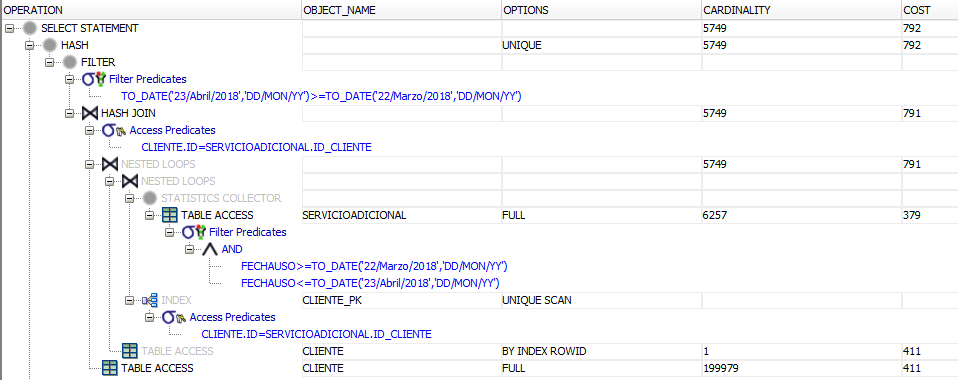 OPERATION OBJECT_NAME OPTIONS CARDINALITY COST
SELECT STATEMENT 5749 792
HASH UNIQUE 5749 792
FILTER
Filter Predicates
TO_DATE('23/Abril/2018','DD/MON/YY')>=TO_DATE('22/Marzo/2018','DD/MON/YY')
HASH JOIN 5749 791
Access Predicates
CLIENTE.ID=SERVICIOADICIONAL.ID_CLIENTE
NESTED LOOPS 5749 791
NESTED LOOPS
STATISTICS COLLECTOR
TABLE ACCESS SERVICIOADICIONAL FULL 6257 379
Filter Predicates
AND
FECHAUSO>=TO_DATE('22/Marzo/2018','DD/MON/YY')
FECHAUSO<=TO_DATE('23/Abril/2018','DD/MON/YY')
INDEX CLIENTE_PK UNIQUE SCAN
Access Predicates
CLIENTE.ID=SERVICIOADICIONAL.ID_CLIENTE
TABLE ACCESS CLIENTE BY INDEX ROWID 1 411
TABLE ACCESS CLIENTE FULL 199979 411